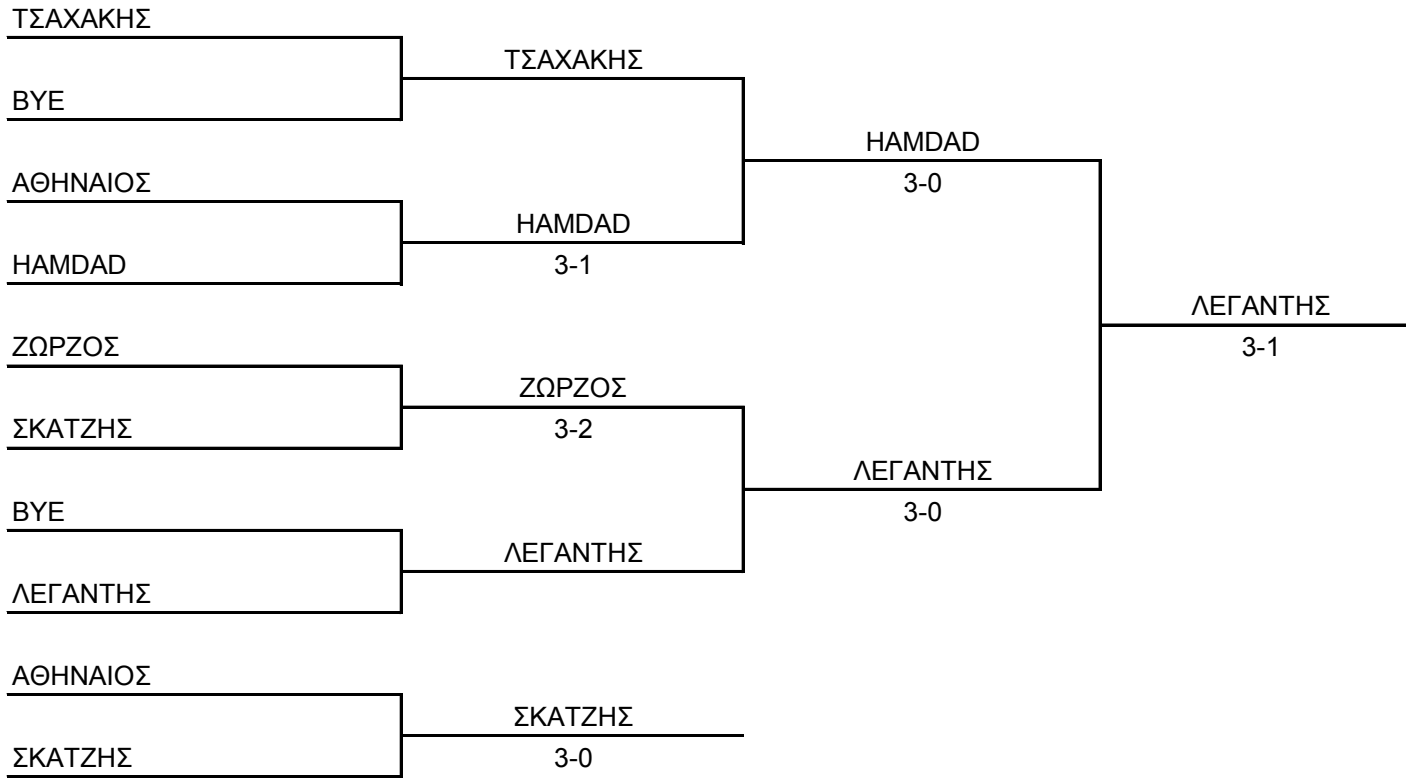 ΤΣΑΧΑΚΗΣ
ΤΣΑΧΑΚΗΣ
BYE
HAMDAD
ΑΘΗΝΑΙΟΣ
3-0
HAMDAD
HAMDAD
3-1
ΛΕΓΑΝΤΗΣ
ΖΩΡΖΟΣ
3-1
ΖΩΡΖΟΣ
ΣΚΑΤΖΗΣ
3-2
ΛΕΓΑΝΤΗΣ
BYE
3-0
ΛΕΓΑΝΤΗΣ
ΛΕΓΑΝΤΗΣ
ΑΘΗΝΑΙΟΣ
ΣΚΑΤΖΗΣ
ΣΚΑΤΖΗΣ
3-0